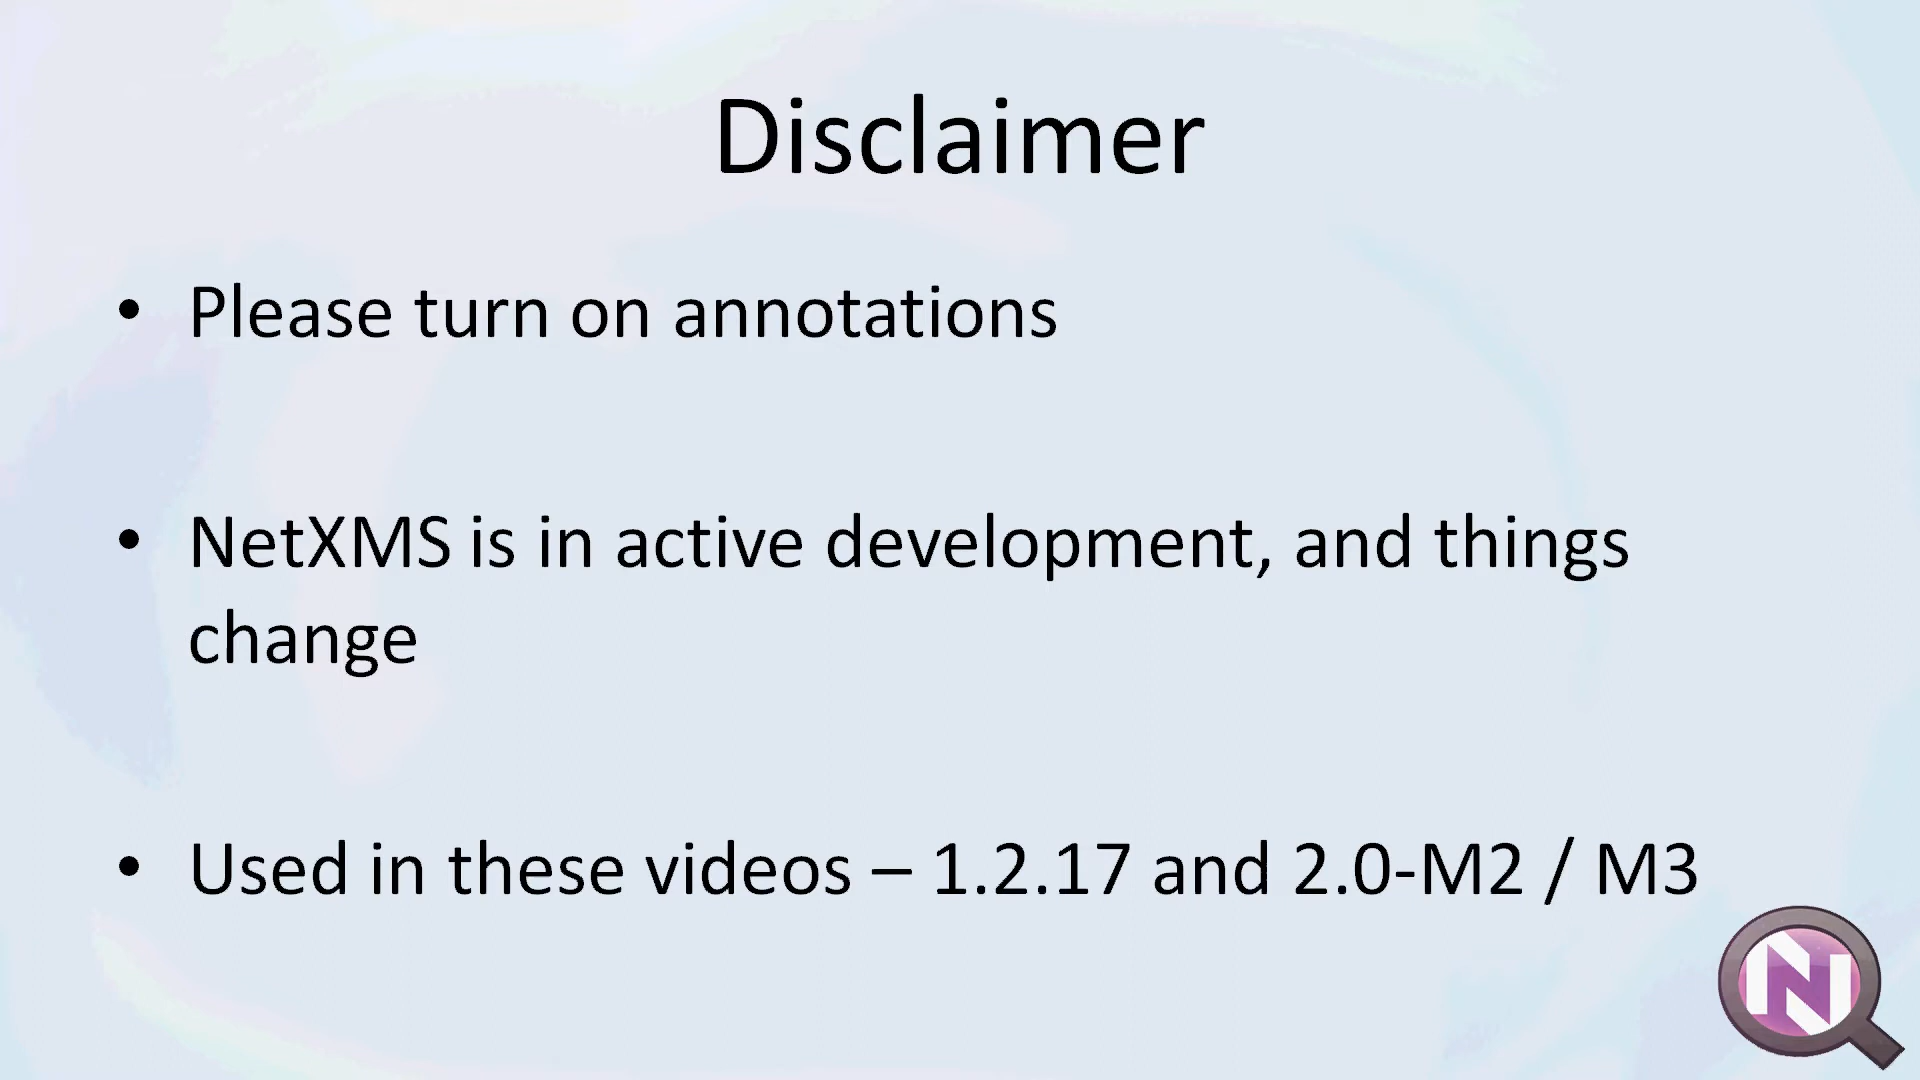 Disclaimer
• Please turn on annotations
• NetXMS is in active development, and things
change
• Used in these videos – 1.2.17 and 2.0-M2 / M3
N